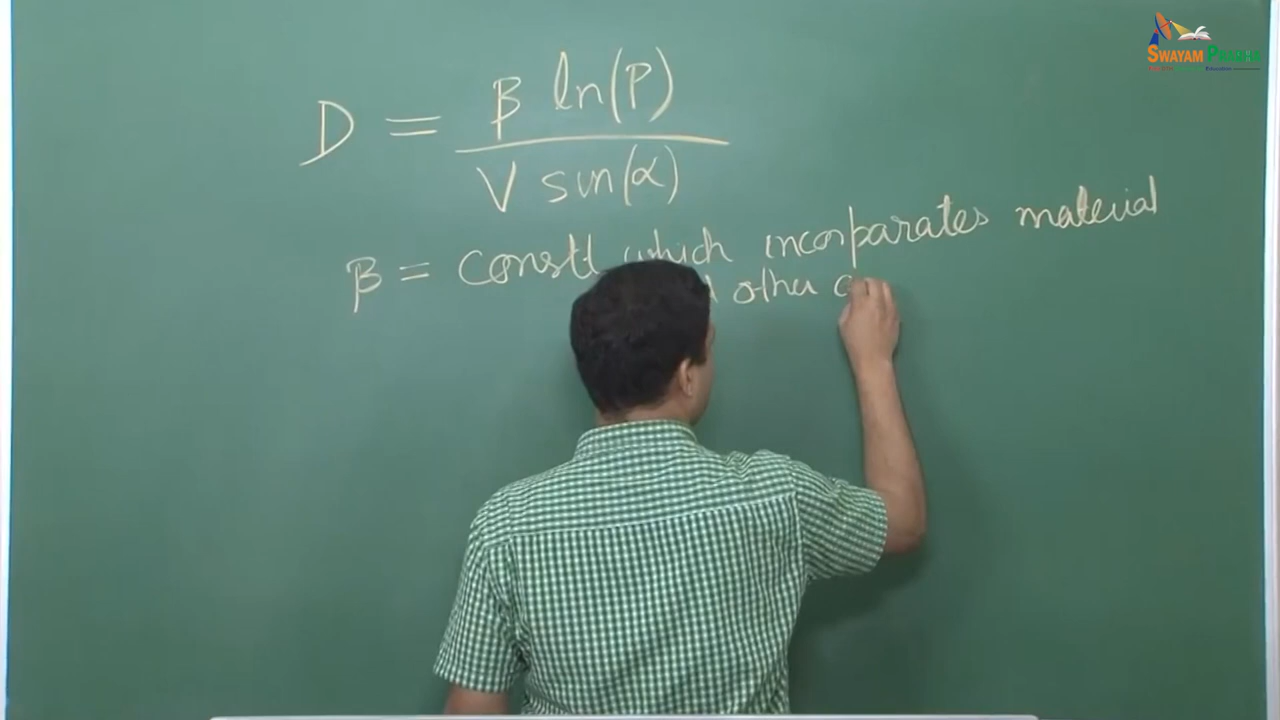 SWAYAM PRABHA
D = β ln(P)
V sin(α)
β = constt which incorparates material
other